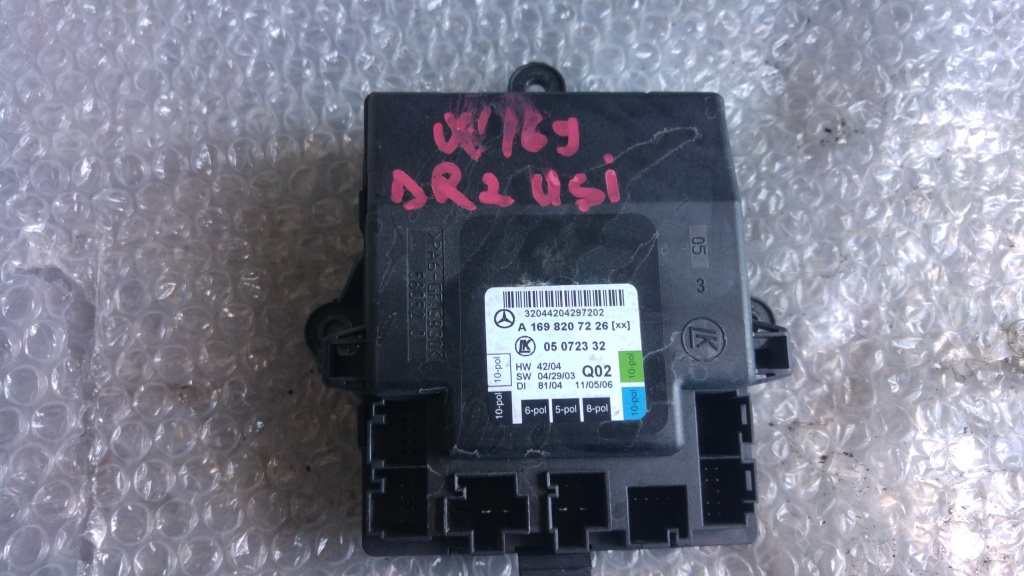 W169
DR2 USi
05
3
LK
32044204297202
A 169 820 72 26 [xx]
LK 05 0723 32
HW 42/04
SW 04/29/03 Q02
DI 81/04 11/05/06
10-pol 10-pol 10-pol 10-pol
6-pol 5-pol 8-pol